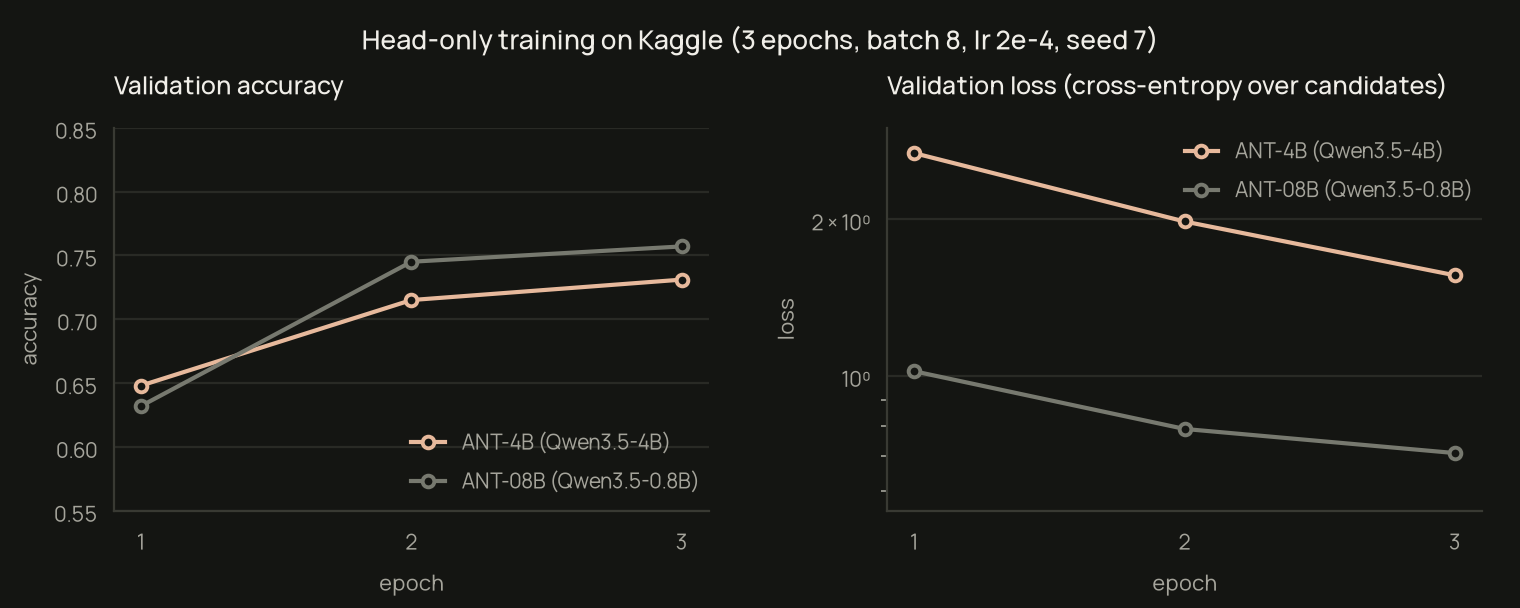 Head-only training on Kaggle (3 epochs, batch 8, lr 2e-4, seed 7)
Validation accuracy
0.85
0.80
0.75
0.70
0.65
0.60
0.55
accuracy
ANT-4B (Qwen3.5-4B)
ANT-08B (Qwen3.5-0.8B)
1 2 3
epoch
Validation loss (cross-entropy over candidates)
ANT-4B (Qwen3.5-4B)
ANT-08B (Qwen3.5-0.8B)
2 × 10⁰
10⁰
loss
1 2 3
epoch